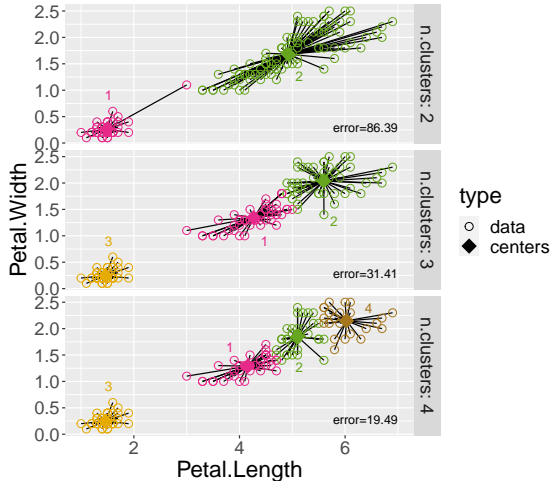 Petal.Width
2.5
2.0
1.5
1.0
0.5
0.0
1
2
error=86.39
n.clusters: 2
2.5
2.0
1.5
1.0
0.5
0.0
3
1
2
error=31.41
n.clusters: 3
2.5
2.0
1.5
1.0
0.5
0.0
3
1
2
4
error=19.49
n.clusters: 4
2
4
6
Petal.Length
type
data
centers